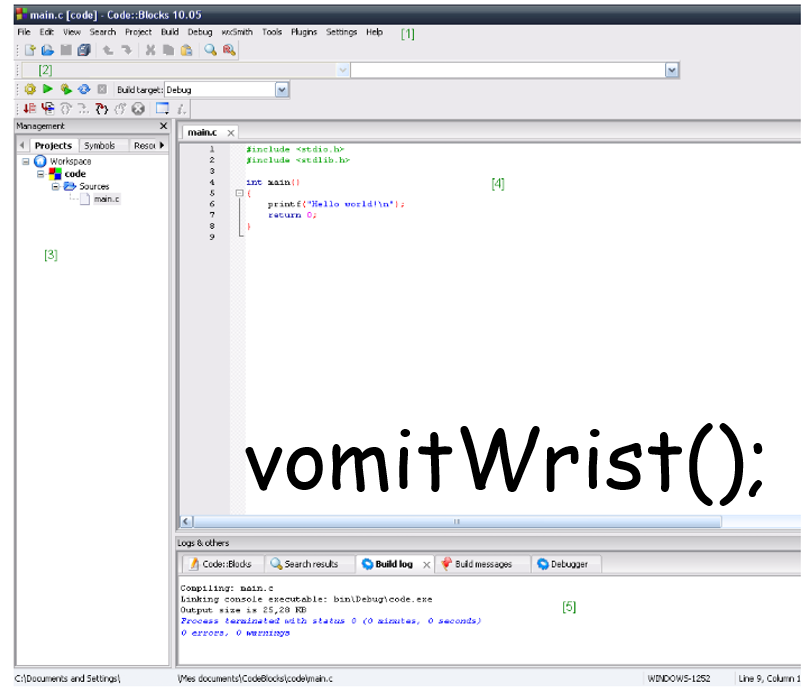 main.c [code] - Code::Blocks 10.05
File Edit View Search Project Build Debug wxSmith Tools Plugins Settings Help [1]
[2]
Build target: Debug
Management
main.c
Projects Symbols Resou
Workspace
code
Sources
main.c
[3]
1 #include <stdio.h>
2 #include <stdlib.h>
3
4 int main()
5 {
6 printf("Hello world!\n");
7 return 0;
8 }
9
[4]
vomitWrist();
Logs & others
Code::Blocks Search results Build log Build messages Debugger
Compiling: main.c
Linking console executable: bin\Debug\code.exe
Output size is 25,28 KB
Process terminated with status 0 (0 minutes, 0 seconds)
0 errors, 0 warnings
[5]
C:\Documents and Settings\ \Mes documents\CodeBlocks\code\main.c WINDOWS-1252 Line 9, Column 1